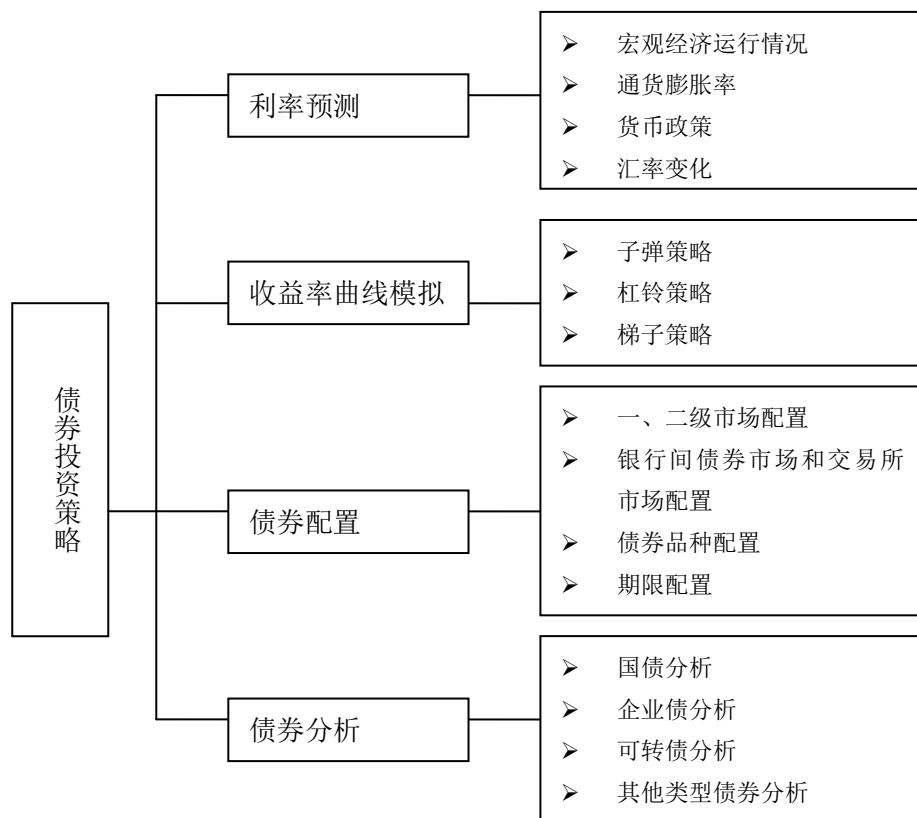 债券投资策略
利率预测
➢ 宏观经济运行情况
➢ 通货膨胀率
➢ 货币政策
➢ 汇率变化
收益率曲线模拟
➢ 子弹策略
➢ 杠铃策略
➢ 梯子策略
债券配置
➢ 一、二级市场配置
➢ 银行间债券市场和交易所
市场配置
➢ 债券品种配置
➢ 期限配置
债券分析
➢ 国债分析
➢ 企业债分析
➢ 可转债分析
➢ 其他类型债券分析